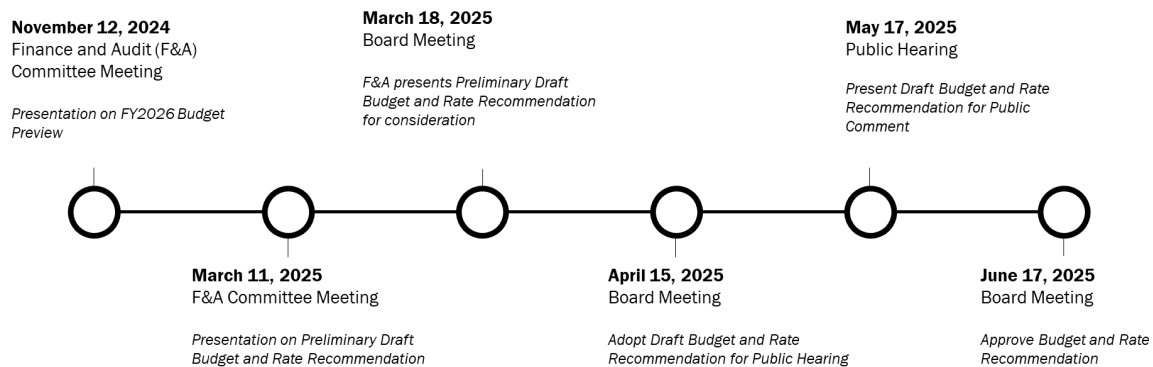 November 12, 2024
Finance and Audit (F&A)
Committee Meeting
Presentation on FY2026 Budget
Preview
March 11, 2025
F&A Committee Meeting
Presentation on Preliminary Draft
Budget and Rate Recommendation
March 18, 2025
Board Meeting
F&A presents Preliminary Draft
Budget and Rate Recommendation
for consideration
April 15, 2025
Board Meeting
Adopt Draft Budget and Rate
Recommendation for Public Hearing
May 17, 2025
Public Hearing
Present Draft Budget and Rate
Recommendation for Public
Comment
June 17, 2025
Board Meeting
Approve Budget and Rate
Recommendation